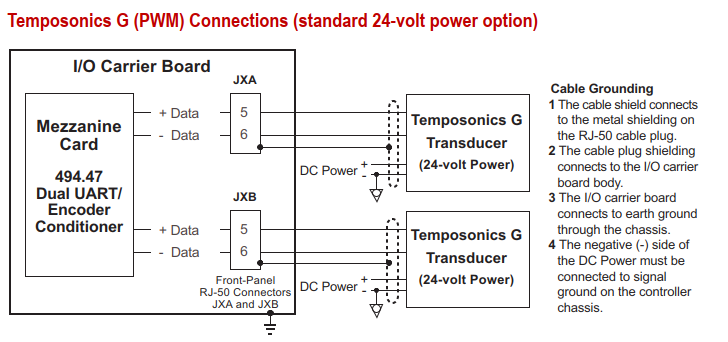 Temposonics G (PWM) Connections (standard 24-volt power option)
I/O Carrier Board
JXA
Mezzanine
Card
494.47
Dual UART/
Encoder
Conditioner
+ Data
- Data
5
6
JXB
+ Data
- Data
5
6
Front-Panel
RJ-50 Connectors
JXA and JXB
Temposonics G
Transducer
(24-volt Power)
DC Power
+
-
Temposonics G
Transducer
(24-volt Power)
DC Power
+
-
Cable Grounding
1 The cable shield connects
to the metal shielding on
the RJ-50 cable plug.
2 The cable plug shielding
connects to the I/O carrier
board body.
3 The I/O carrier board
connects to earth ground
through the chassis.
4 The negative (-) side of
the DC Power must be
connected to signal
ground on the controller
chassis.